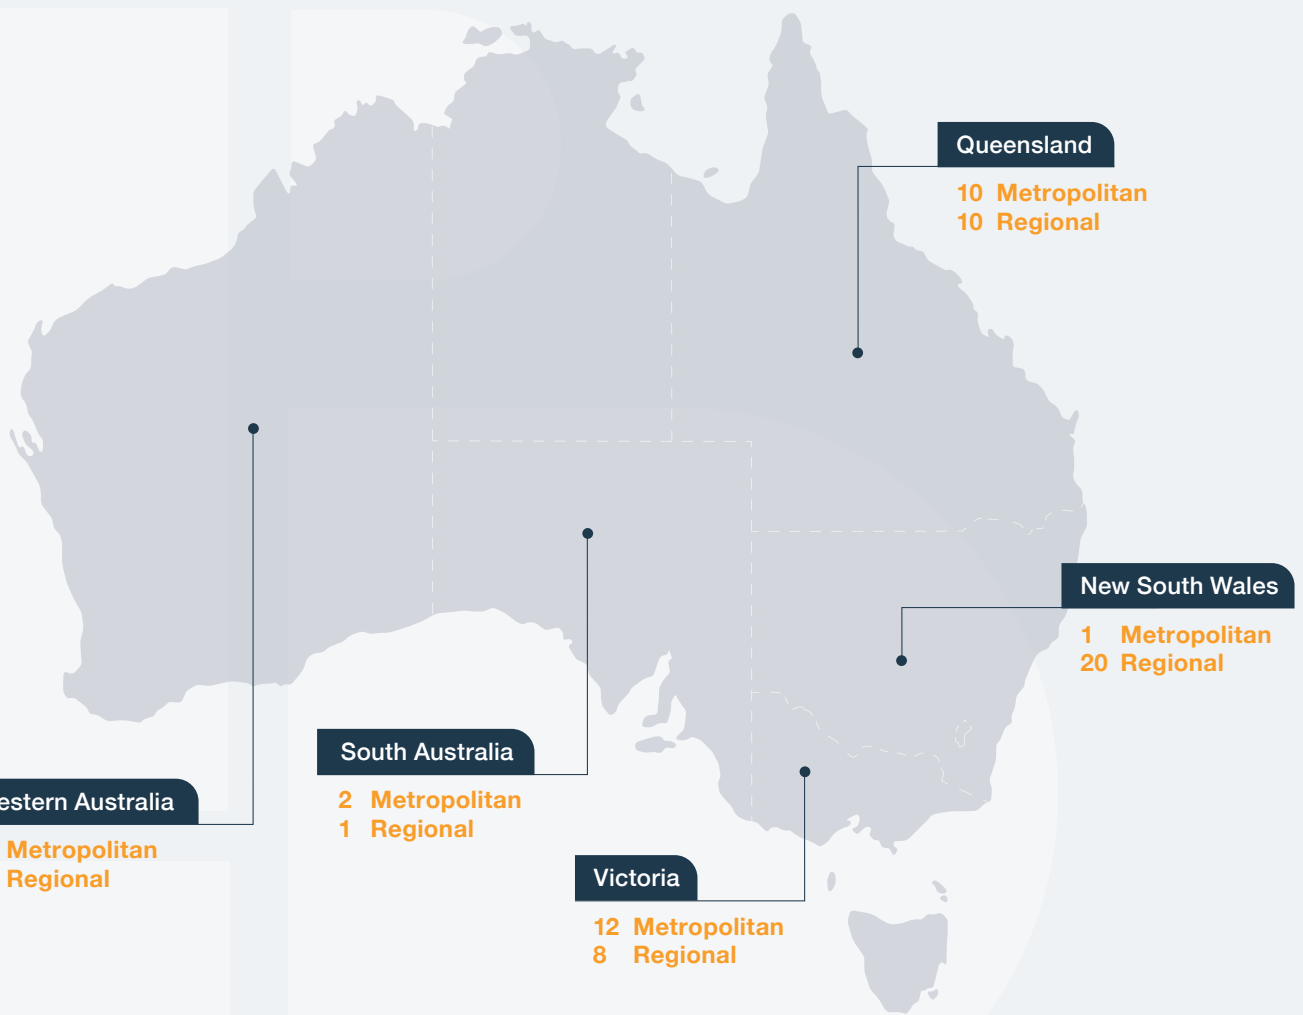 Queensland
10 Metropolitan
10 Regional
New South Wales
1 Metropolitan
20 Regional
South Australia
2 Metropolitan
1 Regional
estern Australia
Metropolitan
Regional
Victoria
12 Metropolitan
8 Regional